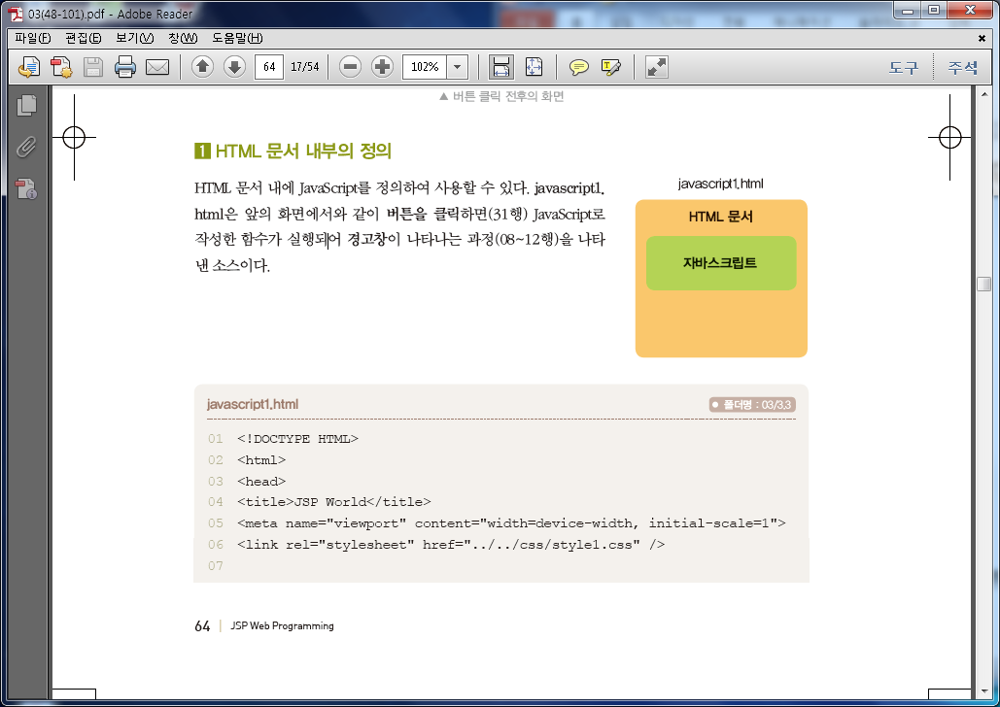 03(48-101).pdf - Adobe Reader
파일(F) 편집(E) 보기(V) 창(W) 도움말(H)
64 17/54 102% 도구 주석
▲ 버튼 클릭 전후의 화면
1 HTML 문서 내부의 정의
HTML 문서 내에 JavaScript를 정의하여 사용할 수 있다. javascript1.
html은 앞의 화면에서와 같이 버튼을 클릭하면(31행) JavaScript로
작성한 함수가 실행되어 경고창이 나타나는 과정(08~12행)을 나타
낸 소스이다.
javascript1.html
HTML 문서
자바스크립트
javascript1.html
● 폴더명 : 03/3.3
01 <!DOCTYPE HTML>
02 <html>
03 <head>
04 <title>JSP World</title>
05 <meta name="viewport" content="width=device-width, initial-scale=1">
06 <link rel="stylesheet" href="../../css/style1.css" />
07
64 | JSP Web Programming